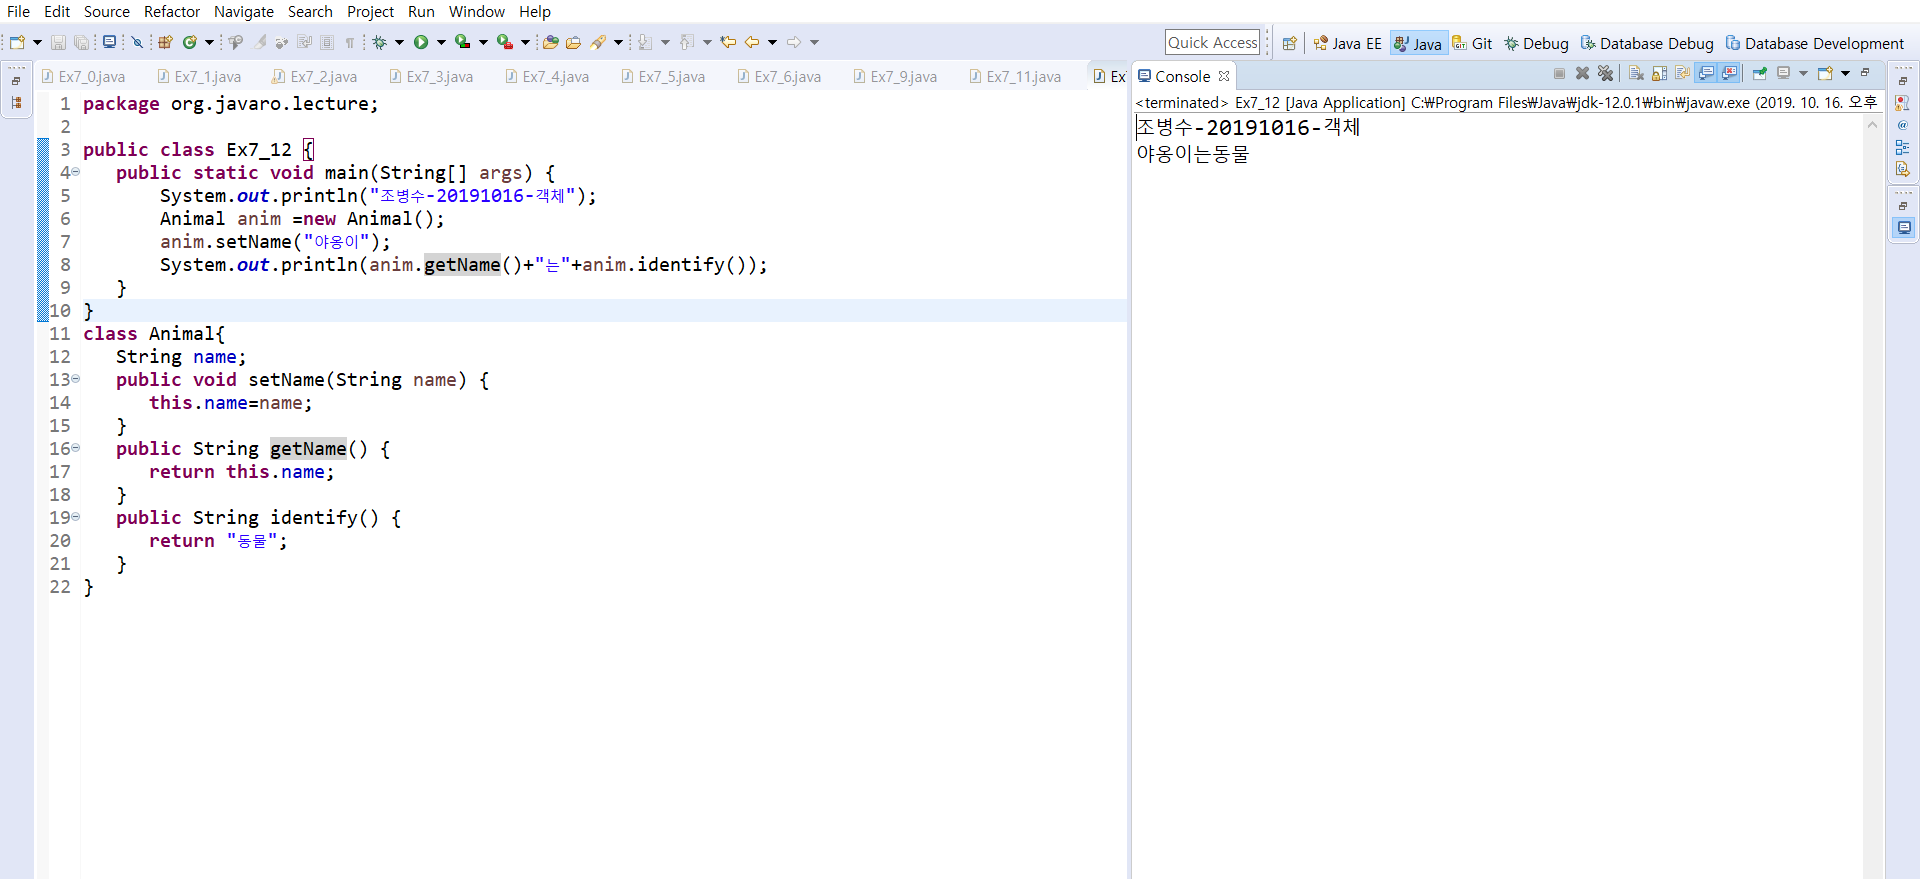 File Edit Source Refactor Navigate Search Project Run Window Help
Quick Access Java EE Java Git Debug Database Debug Database Development
Ex7_0.java Ex7_1.java Ex7_2.java Ex7_3.java Ex7_4.java Ex7_5.java Ex7_6.java Ex7_9.java Ex7_11.java Ex
1 package org.javaro.lecture;
2
3 public class Ex7_12 {
4 public static void main(String[] args) {
5 System.out.println("조병수-20191016-객체");
6 Animal anim =new Animal();
7 anim.setName("야옹이");
8 System.out.println(anim.getName()+"는"+anim.identify());
9 }
10 }
11 class Animal{
12 String name;
13 public void setName(String name) {
14 this.name=name;
15 }
16 public String getName() {
17 return this.name;
18 }
19 public String identify() {
20 return "동물";
21 }
22 }
Console
<terminated> Ex7_12 [Java Application] C:₩Program Files₩Java₩jdk-12.0.1₩bin₩javaw.exe (2019. 10. 16. 오후
조병수-20191016-객체
야옹이는동물